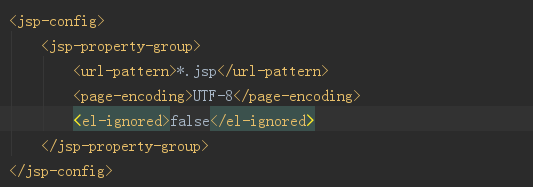 <jsp-config>
<jsp-property-group>
<url-pattern>*.jsp</url-pattern>
<page-encoding>UTF-8</page-encoding>
<el-ignored>false</el-ignored>
</jsp-property-group>
</jsp-config>